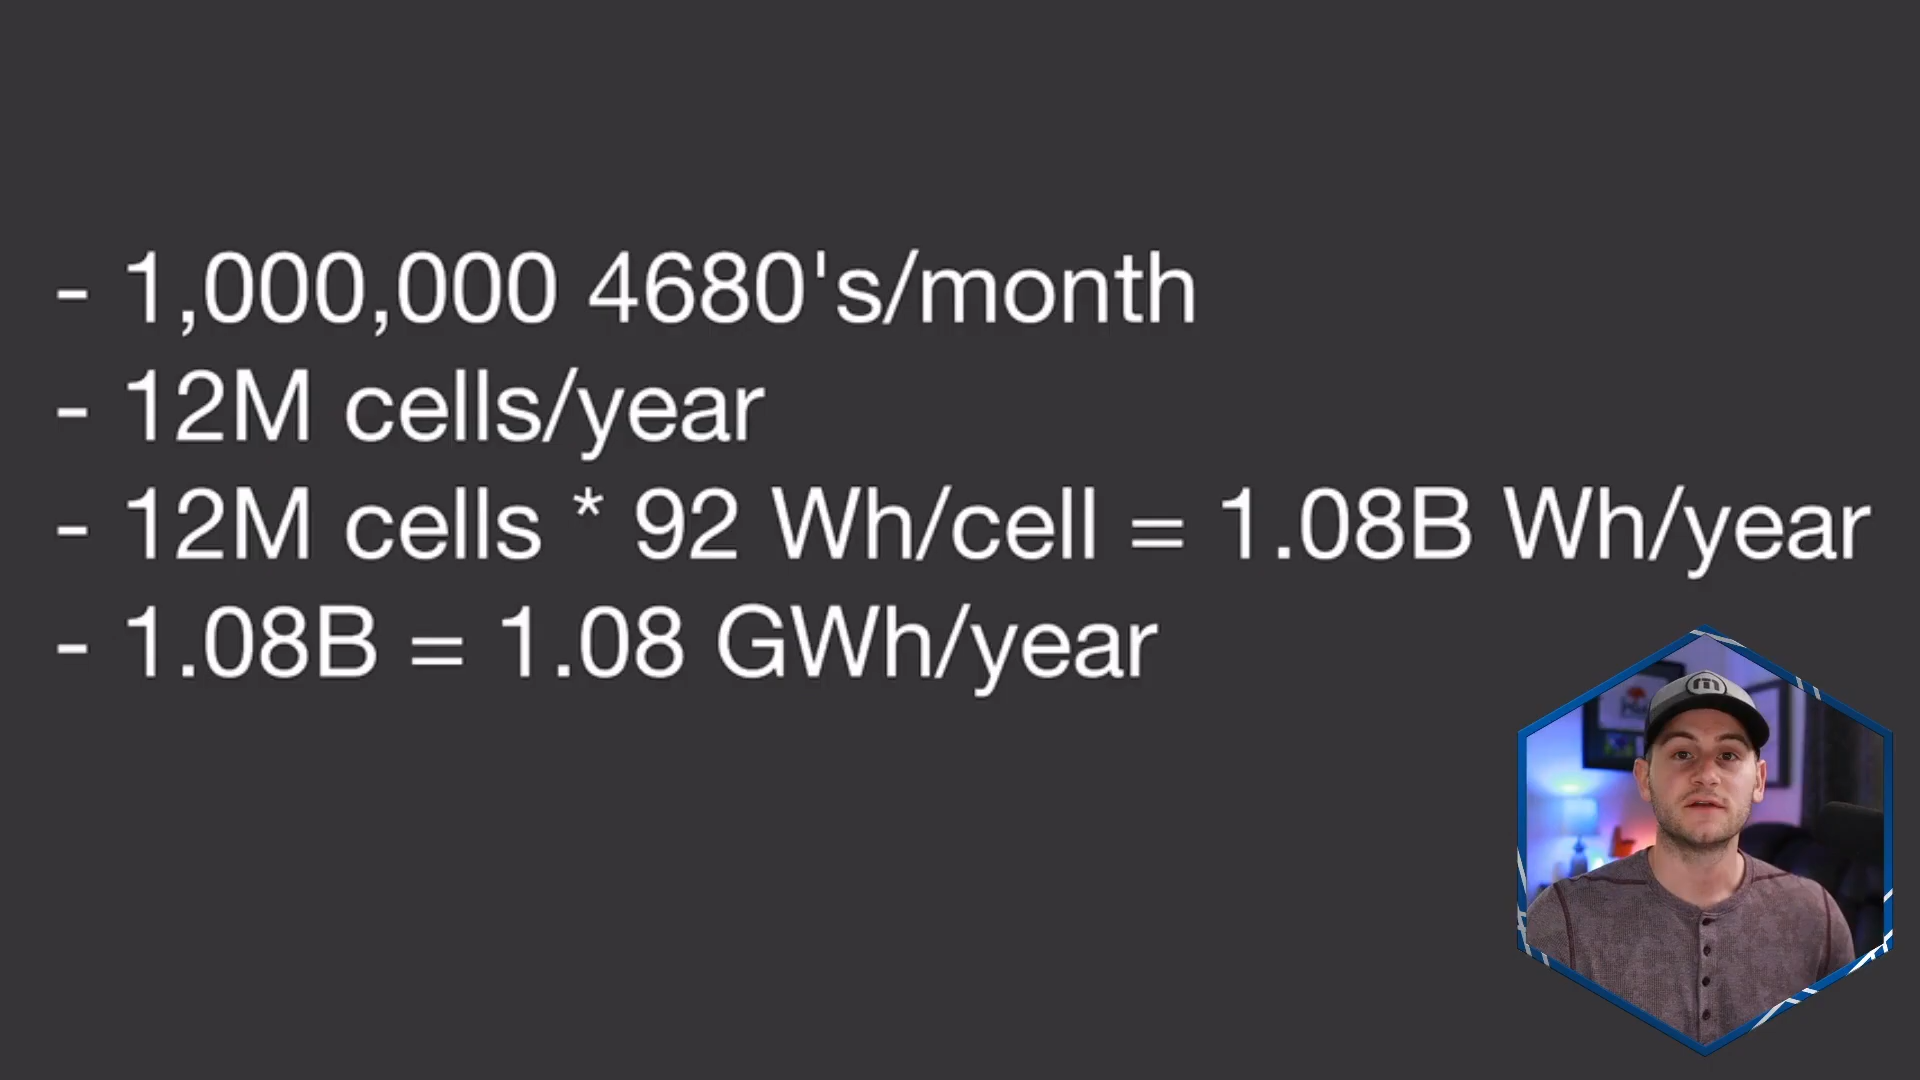 - 1,000,000 4680's/month
- 12M cells/year
- 12M cells * 92 Wh/cell = 1.08B Wh/year
- 1.08B = 1.08 GWh/year